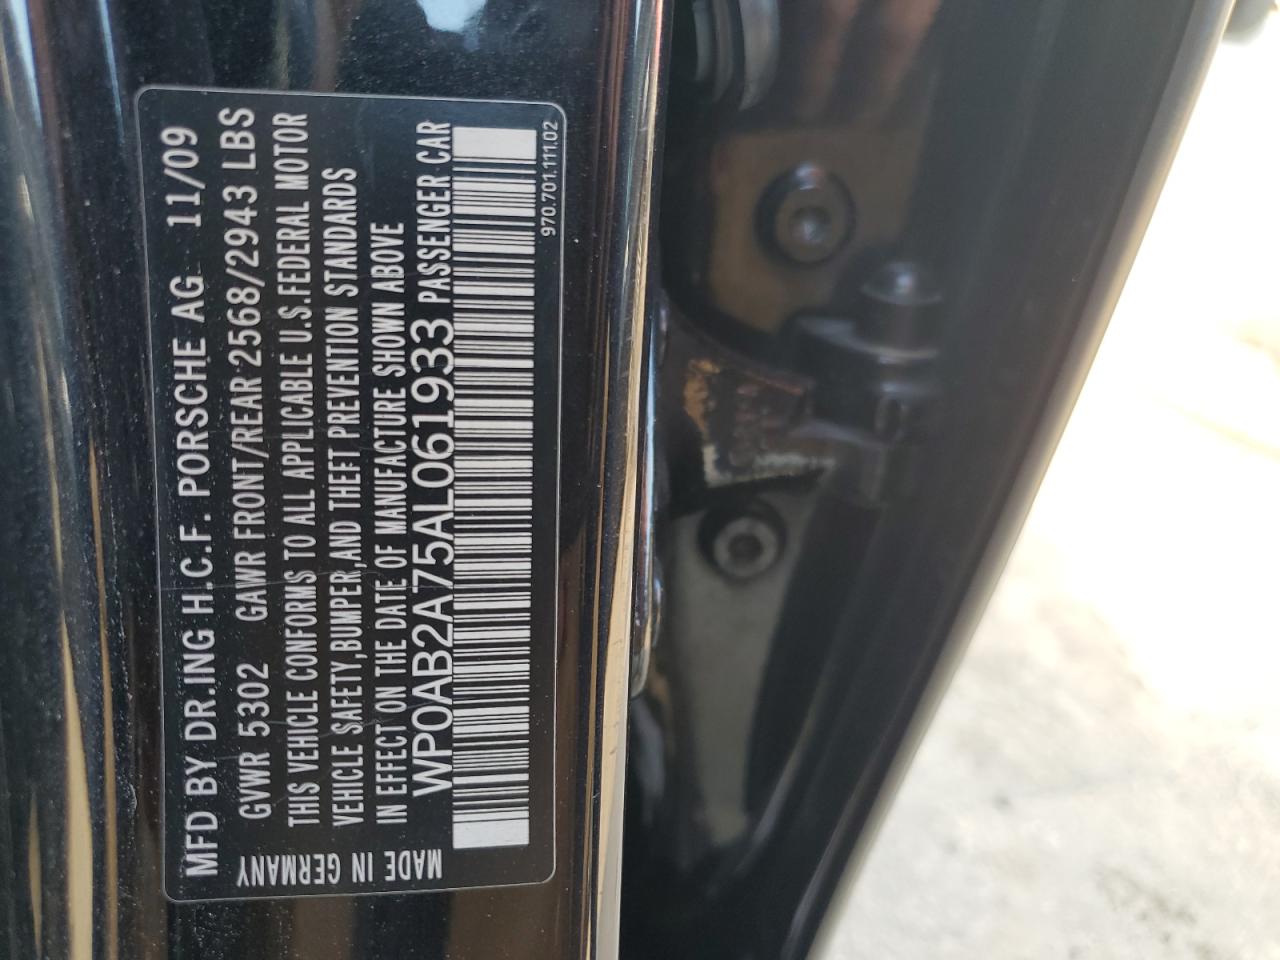 MFD BY DR.ING H.C.F. PORSCHE AG 11/09
GVWR 5302 GAWR FRONT/REAR 2568/2943 LBS
THIS VEHICLE CONFORMS TO ALL APPLICABLE U.S.FEDERAL MOTOR
VEHICLE SAFETY,BUMPER,AND THEFT PREVENTION STANDARDS
IN EFFECT ON THE DATE OF MANUFACTURE SHOWN ABOVE
WP0AB2A75AL061933 PASSENGER CAR
970.701.111.02
MADE IN GERMANY